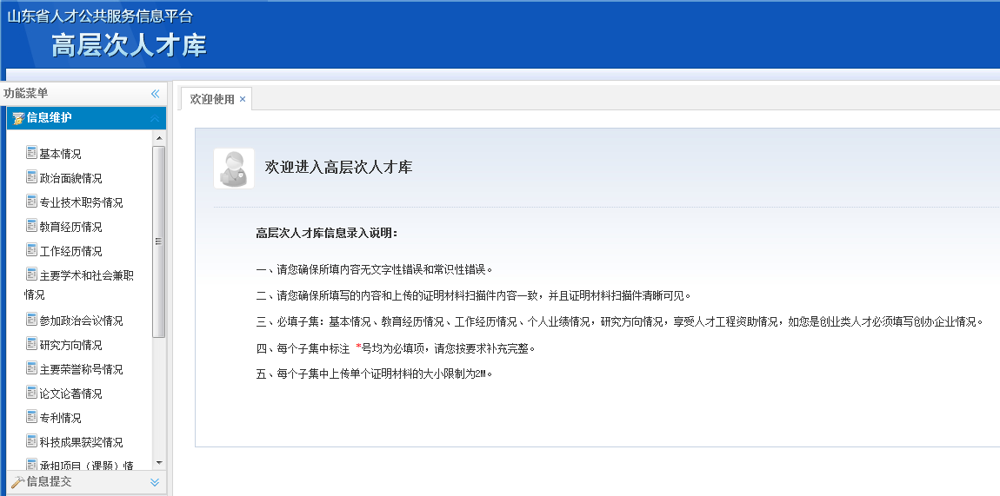 山东省人才公共服务信息平台
高层次人才库
功能菜单
欢迎使用
信息维护
基本情况
政治面貌情况
专业技术职务情况
教育经历情况
工作经历情况
主要学术和社会兼职
情况
参加政治会议情况
研究方向情况
主要荣誉称号情况
论文论著情况
专利情况
科技成果获奖情况
承担项目（课题）情
信息提交
欢迎进入高层次人才库
高层次人才库信息录入说明：
一、请您确保所填内容无文字性错误和常识性错误。
二、请您确保所填写的内容和上传的证明材料扫描件内容一致，并且证明材料扫描件清晰可见。
三、必填子集：基本情况、教育经历情况、工作经历情况、个人业绩情况，研究方向情况，享受人才工程资助情况，如您是创业类人才必须填写创办企业情况。
四、每个子集中标注 *号均为必填项，请您按要求补充完整。
五、每个子集中上传单个证明材料的大小限制为2M。